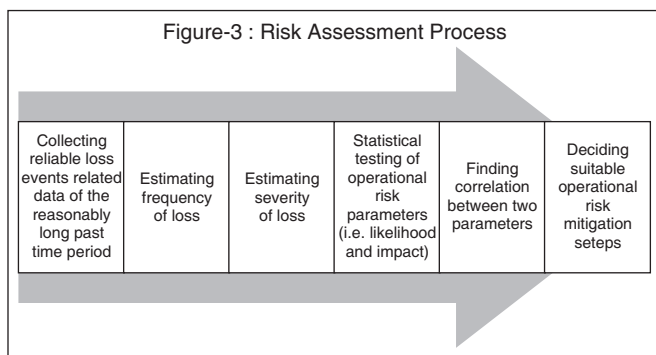 Figure-3 : Risk Assessment Process
Collecting
reliable loss
events related
data of the
reasonably
long past
time period
Estimating
frequency
of loss
Estimating
severity
of loss
Statistical
testing of
operational
risk
parameters
(i.e. likelihood
and impact)
Finding
correlation
between two
parameters
Deciding
suitable
operational
risk
mitigation
seteps